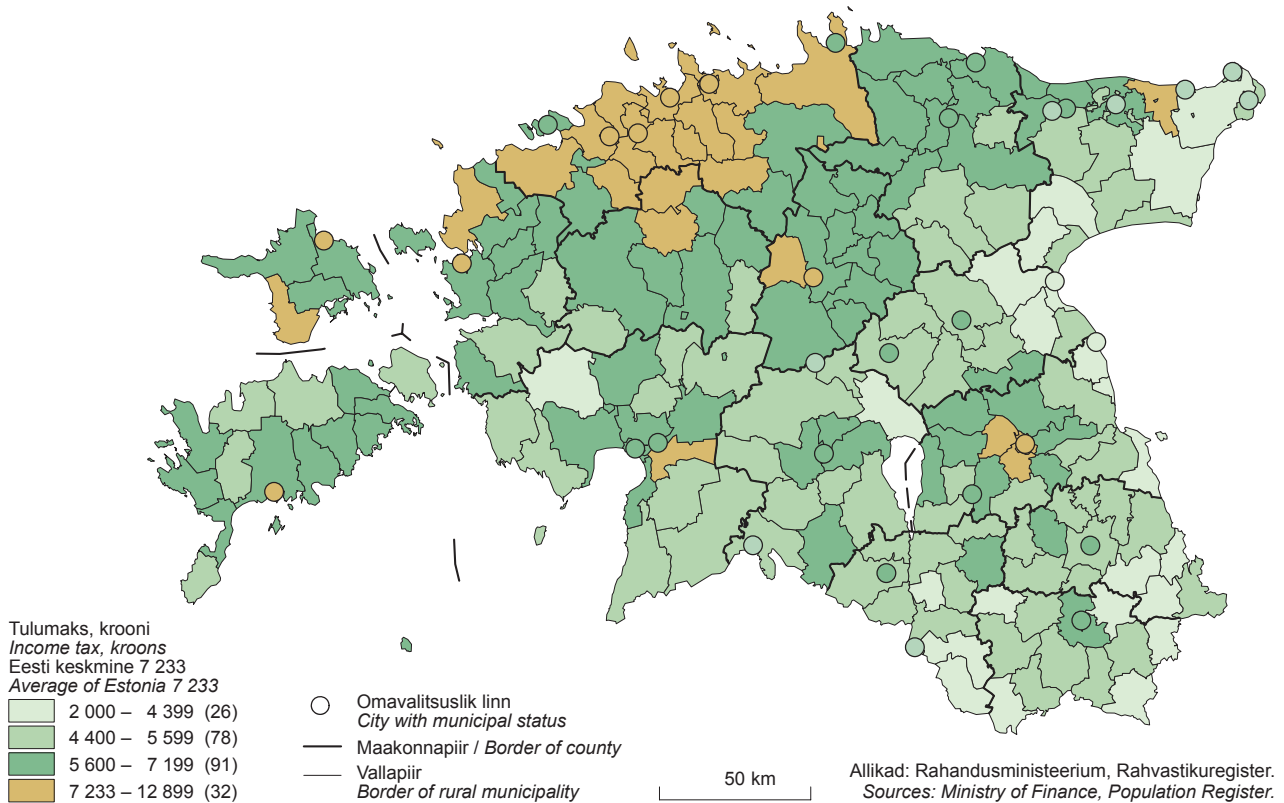 Tulumaks, krooni
Income tax, kroons
Eesti keskmine 7 233
Average of Estonia 7 233
2 000 – 4 399 (26)
4 400 – 5 599 (78)
5 600 – 7 199 (91)
7 233 – 12 899 (32)
Omavalitsuslik linn
City with municipal status
Maakonnapiir / Border of county
Vallapiir
Border of rural municipality
50 km
Allikad: Rahandusministeerium, Rahvastikuregister.
Sources: Ministry of Finance, Population Register.